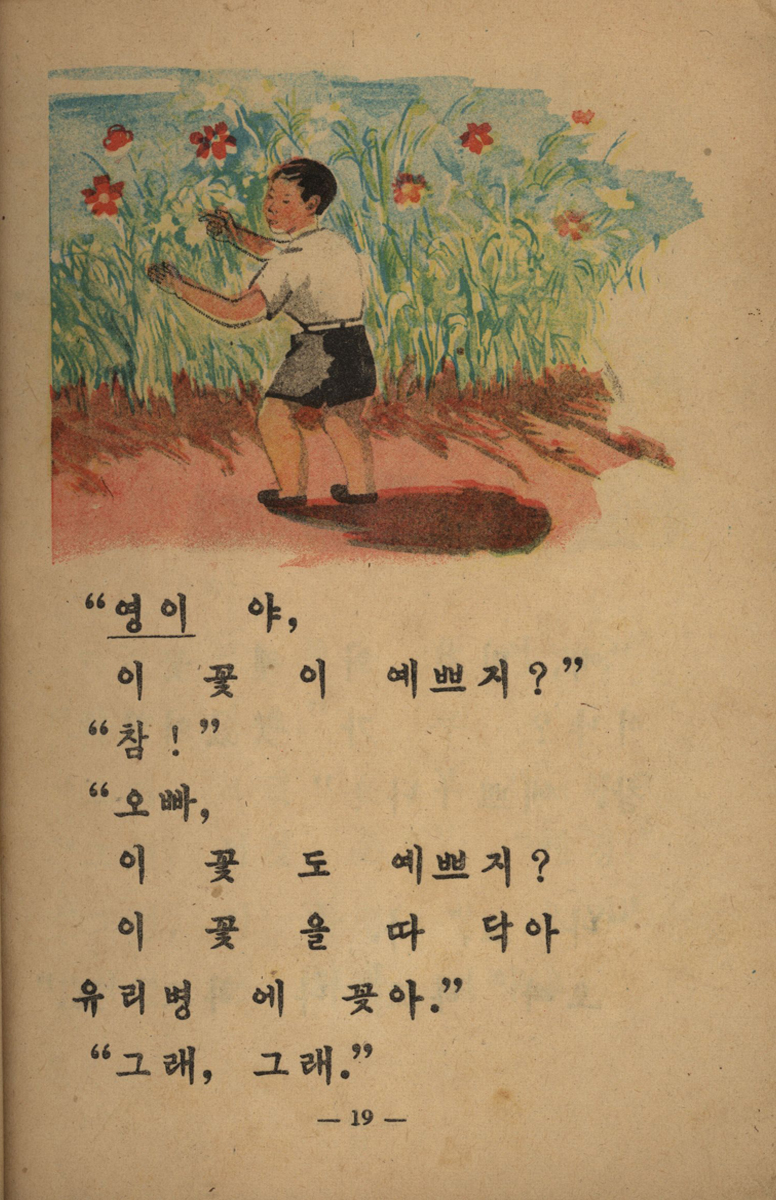 “영이 야,
이 꽃 이 예쁘지?”
“참!”
“오빠,
이 꽃 도 예쁘지?
이 꽃 을 따 닥아
유리병 에 꽂아.”
“그래, 그래.”
— 19 —